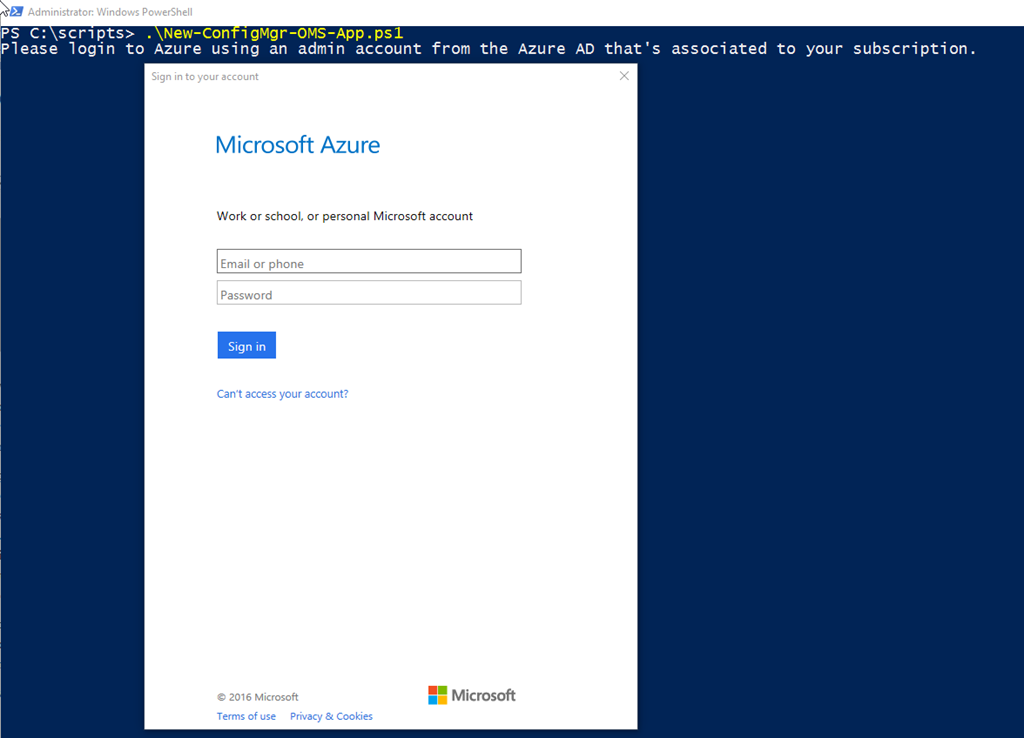 Administrator: Windows PowerShell
PS C:\scripts> .\New-ConfigMgr-OMS-App.ps1
Please login to Azure using an admin account from the Azure AD that's associated to your subscription.
Sign in to your account
Microsoft Azure
Work or school, or personal Microsoft account
Email or phone
Password
Sign in
Can't access your account?
© 2016 Microsoft
Microsoft
Terms of use Privacy & Cookies